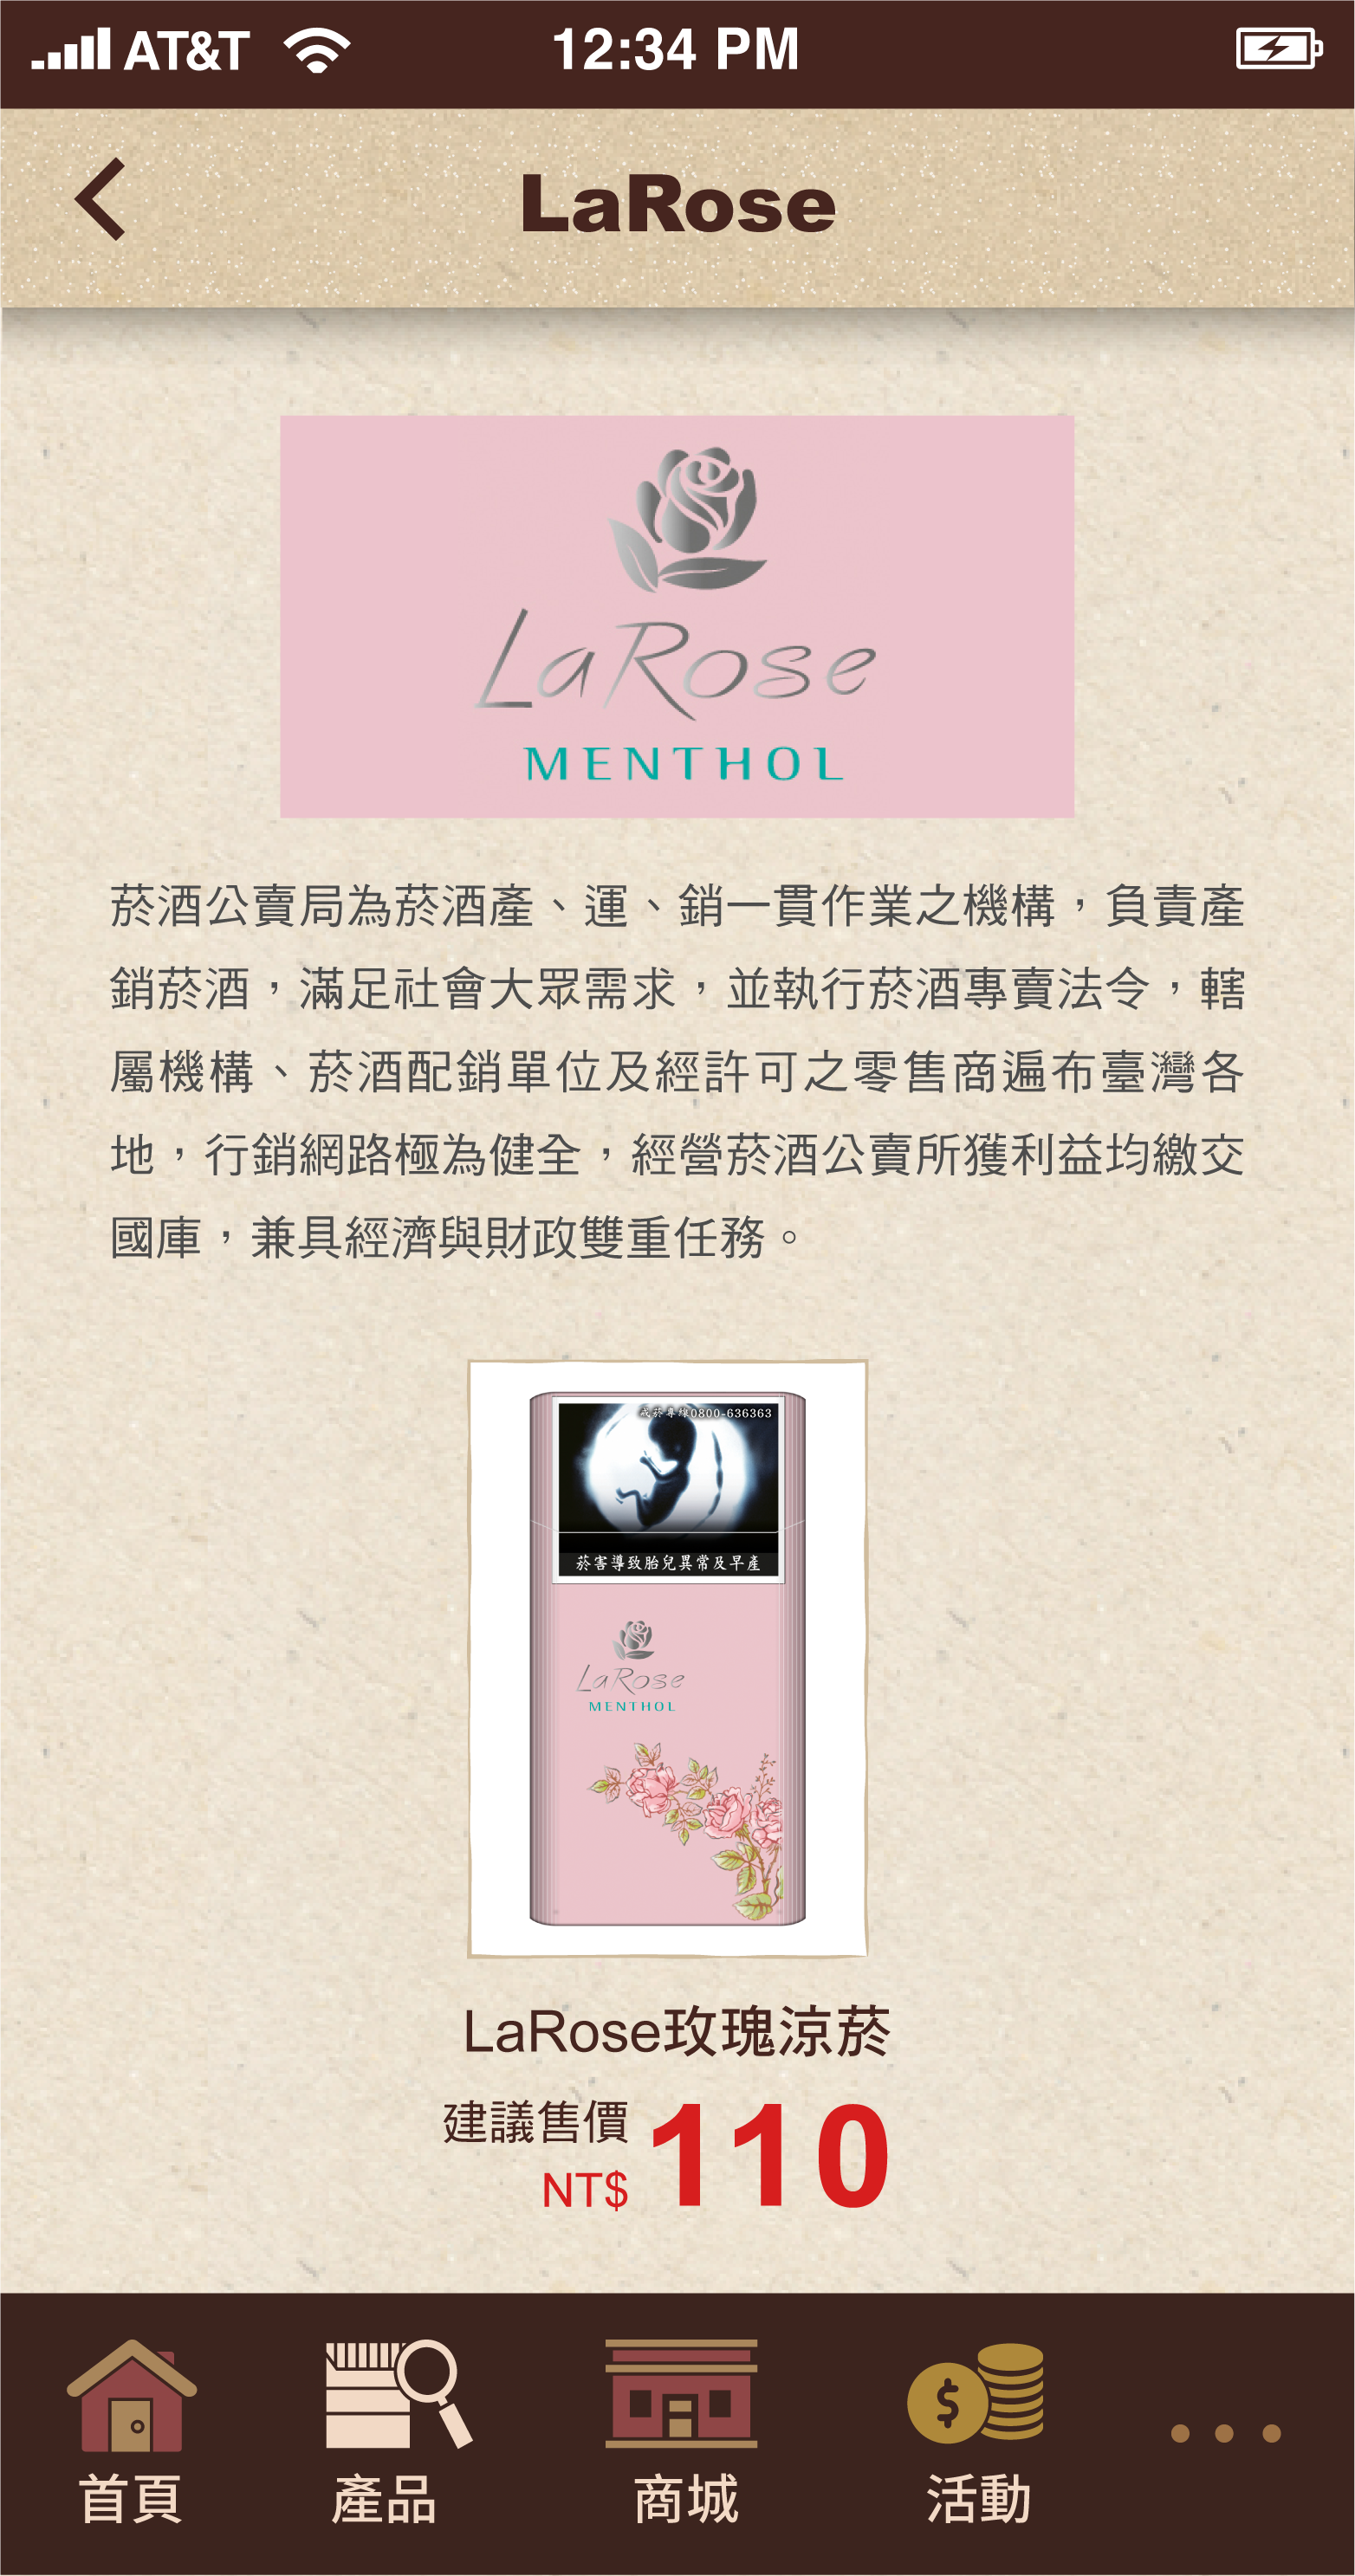 AT&T 12:34 PM
LaRose
LaRose
MENTHOL
菸酒公賣局為菸酒產、運、銷一貫作業之機構，負責產
銷菸酒，滿足社會大眾需求，並執行菸酒專賣法令，轄
屬機構、菸酒配銷單位及經許可之零售商遍布臺灣各
地，行銷網路極為健全，經營菸酒公賣所獲利益均繳交
國庫，兼具經濟與財政雙重任務。
戒菸專線0800-636363
菸害導致胎兒異常及早產
LaRose
MENTHOL
LaRose玫瑰涼菸
建議售價
NT$ 110
首頁 產品 商城 活動